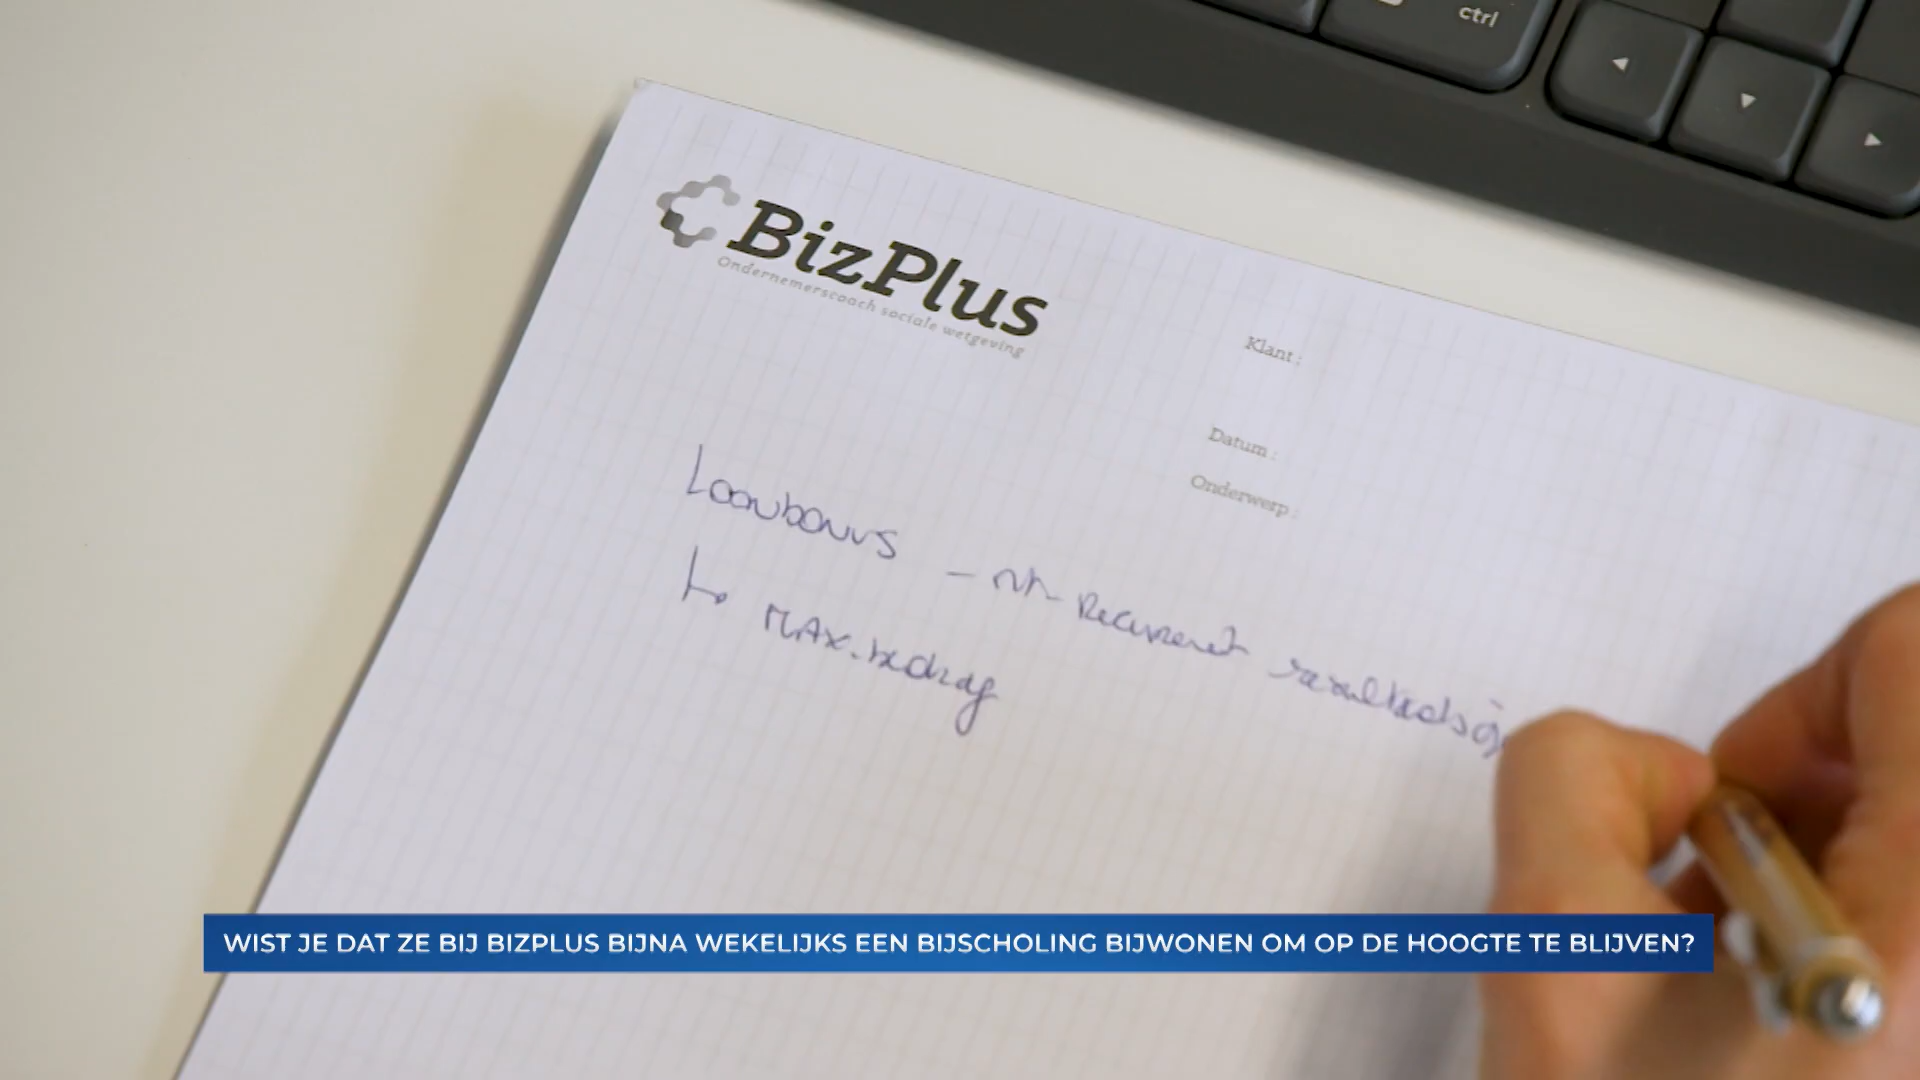 ctrl
BizPlus
Ondernemerscoach sociale wetgeving
Klant :
Datum :
Onderwerp :
Loonbonus - nt- Recurrent
↳ MAX. bedrag
WIST JE DAT ZE BIJ BIZPLUS BIJNA WEKELIJKS EEN BIJSCHOLING BIJWONEN OM OP DE HOOGTE TE BLIJVEN?